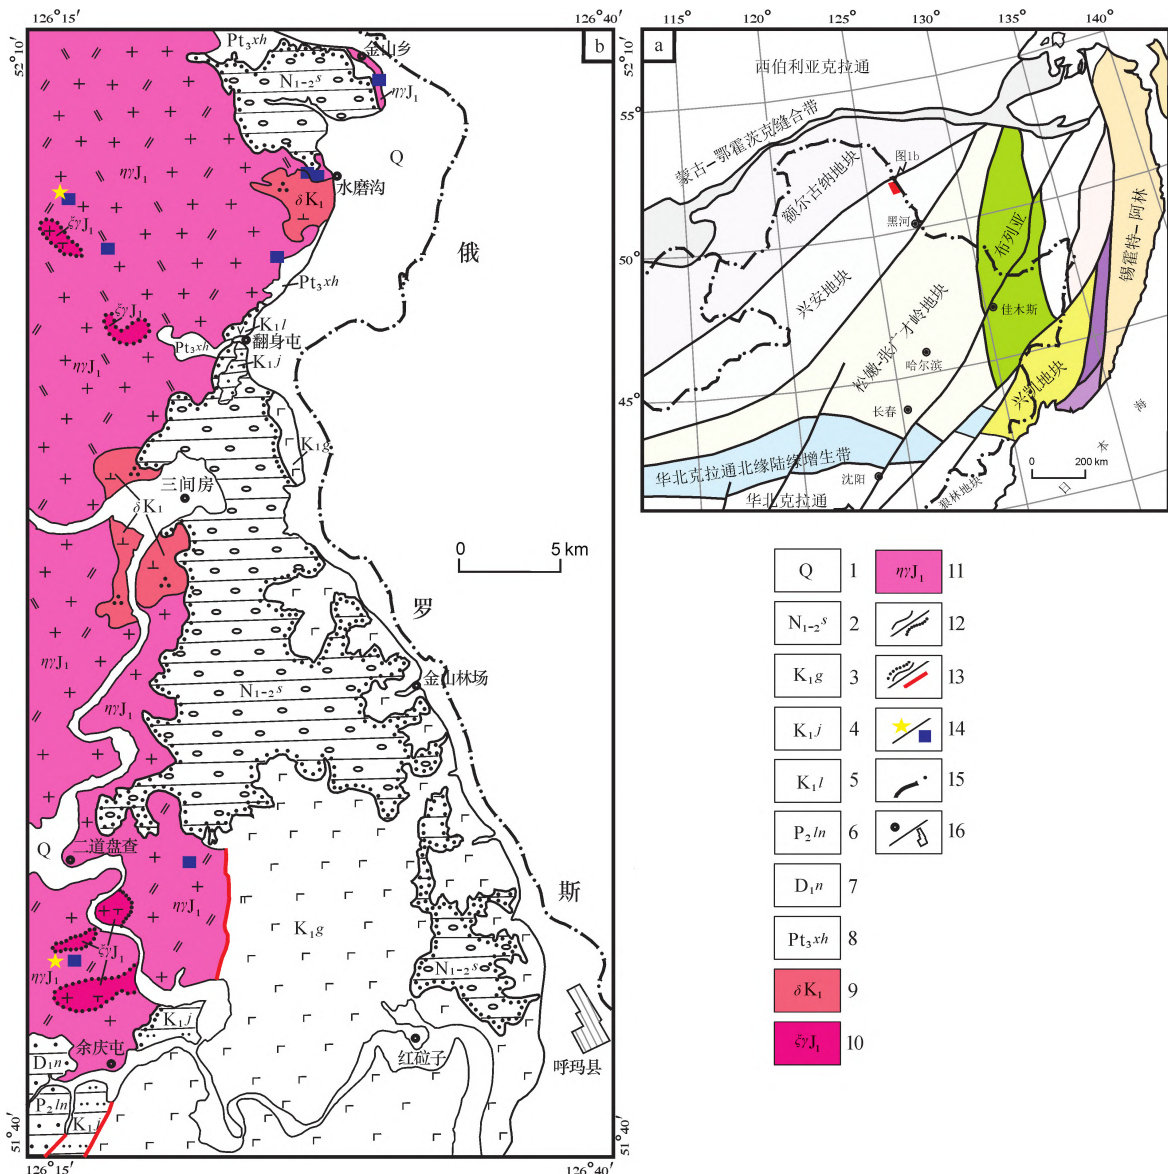 126°15′
126°40′
52°10′
b
Pt₃xh
金山乡
N₁₋₂s
ηγJ₁
Q
ηγJ₁
水磨沟
δK₁
ξγJ₁
俄
Pt₃xh
ξγJ₁
K₁l
翻身屯
Pt₃xh
K₁j
ηγJ₁
K₁g
三间房
δK₁
0 5 km
罗
ηγJ₁
金山林场
N₁₋₂s
ηγJ₁
Q
二道盘查
斯
ηγJ₁
K₁g
ξγJ₁
ηγJ₁
N₁₋₂s
K₁j
余庆屯
红砬子
呼玛县
D₁n
P₂ln
K₁j
51°40′
51°40′
126°15′
126°40′
a
115°
120°
125°
130°
135°
140°
52°10′
西伯利亚克拉通
55°
蒙古-鄂霍茨克缝合带
图1b
额尔古纳地块
黑河
布列亚
锡霍特-阿林
50°
兴安地块
佳木斯
松嫩-张广才岭地块
哈尔滨
兴凯地块
45°
长春
海
本
日
华北克拉通北缘陆缘增生带
沈阳
0 200 km
狼林地块
华北克拉通
115°
120°
125°
130°
135°
140°
Q 1
N₁₋₂s 2
K₁g 3
K₁j 4
K₁l 5
P₂ln 6
D₁n 7
Pt₃xh 8
δK₁ 9
ξγJ₁ 10
ηγJ₁ 11
12
13
14
15
16